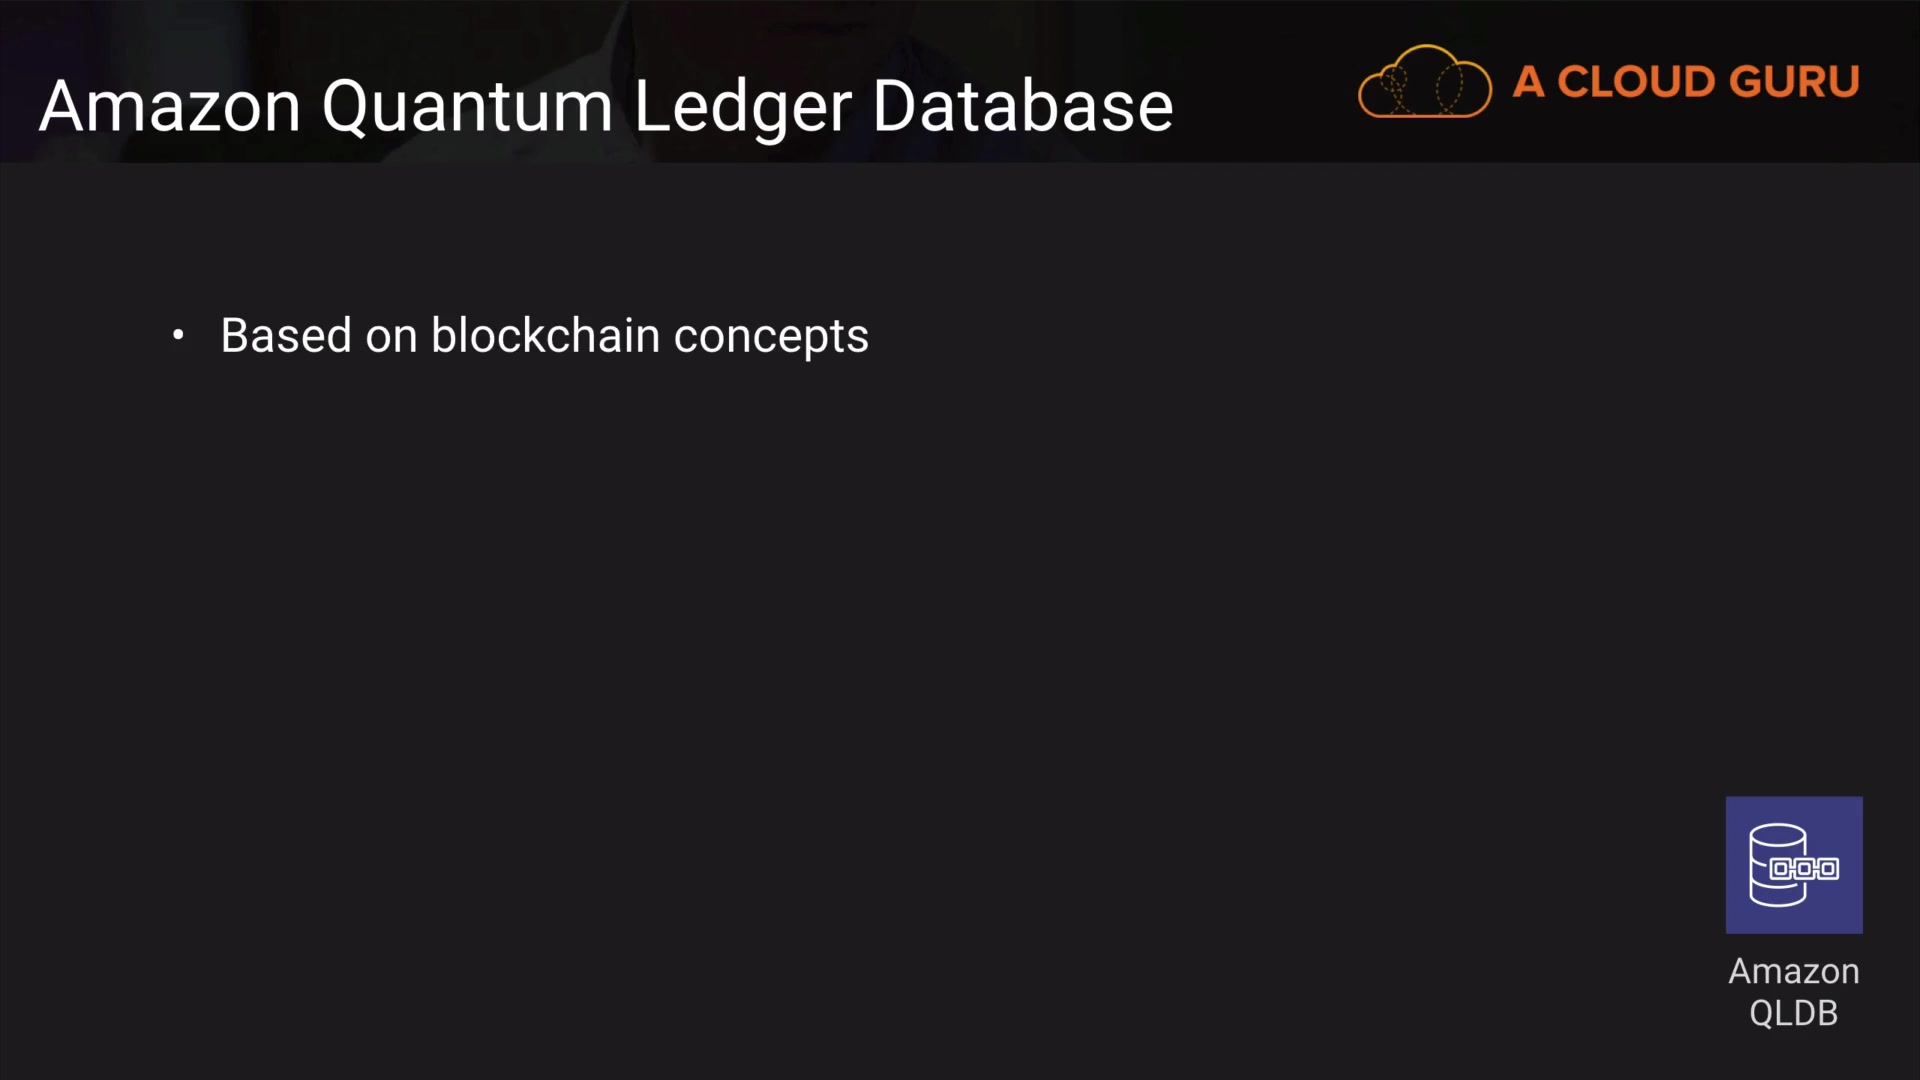 Amazon Quantum Ledger Database
A CLOUD GURU
• Based on blockchain concepts
Amazon
QLDB